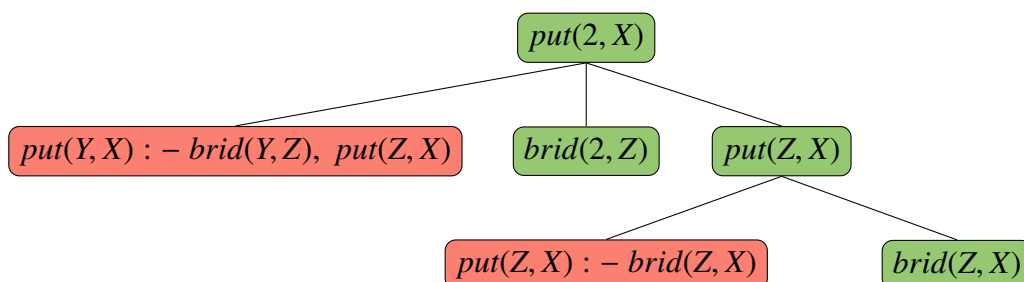 put(2, X)
put(Y, X) : − brid(Y, Z), put(Z, X)
brid(2, Z)
put(Z, X)
put(Z, X) : − brid(Z, X)
brid(Z, X)